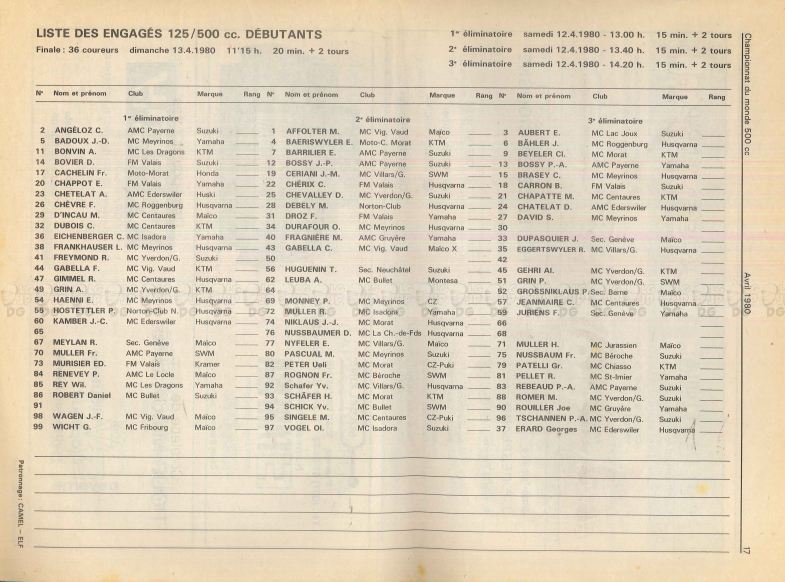 LISTE DES ENGAGÉS 125/500 cc. DÉBUTANTS
Finale : 36 coureurs dimanche 13.4.1980 11'15 h. 20 min. + 2 tours
1re éliminatoire samedi 12.4.1980 - 13.00 h. 15 min. + 2 tours
2e éliminatoire samedi 12.4.1980 - 13.40 h. 15 min. + 2 tours
3e éliminatoire samedi 12.4.1980 - 14.20 h. 15 min. + 2 tours
No Nom et prénom Club Marque Rang
1re éliminatoire
2 ANGÉLOZ C. AMC Payerne Suzuki
5 BADOUX J.-D. MC Meyrinos Yamaha
11 BONVIN A. MC Les Dragons KTM
14 BOVIER D. FM Valais Suzuki
17 CACHELIN Fr. Moto-Morat Honda
20 CHAPPOT E. FM Valais Yamaha
23 CHETELAT A. AMC Ederswiler Huski
26 CHÈVRE F. MC Roggenburg Husqvarna
29 D'INCAU M. MC Centaures Maïco
32 DUBOIS C. MC Centaures KTM
36 EICHENBERGER C. MC Isadora Yamaha
38 FRANKHAUSER L. MC Meyrinos Husqvarna
41 FREYMOND R. MC Yverdon/G. Suzuki
44 GABELLA F. MC Vig. Vaud KTM
47 GIMMEL R. MC Centaures Husqvarna
49 GRIN A. MC Yverdon/G. KTM
54 HAENNI E. MC Meyrinos Husqvarna
55 HOSTETTLER P. Norton-Club N. Husqvarna
60 KAMBER J.-C. MC Ederswiler Husqvarna
65
67 MEYLAN R. Sec. Genève Maïco
70 MULLER Fr. AMC Payerne SWM
73 MURISIER ED. FM Valais Kramer
84 RENEVEY P. AMC Le Locle Maïco
85 REY Wil. MC Les Dragons Yamaha
86 ROBERT Daniel MC Bullet Suzuki
91
98 WAGEN J.-F. MC Vig. Vaud Maïco
99 WICHT G. MC Fribourg Maïco
No Nom et prénom Club Marque Rang
2e éliminatoire
1 AFFOLTER M. MC Vig. Vaud Maïco
4 BAERISWYLER E. Moto-C. Morat KTM
7 BARRILIER E. AMC Payerne Suzuki
12 BOSSY J.-P. AMC Payerne Suzuki
19 CERIANI J.-M. MC Villars/G. SWM
22 CHÉRIX C. FM Valais Husqvarna
25 CHEVALLEY D. MC Yverdon/G. Suzuki
28 DEBELY M. Norton-Club Husqvarna
31 DROZ F. FM Valais Yamaha
34 DURAFOUR O. MC Meyrinos Husqvarna
40 FRAGNIÈRE M. AMC Gruyère Yamaha
43 GABELLA C. MC Vig. Vaud Maïco X
50
56 HUGUENIN T. Sec. Neuchâtel Suzuki
62 LEUBA A. MC Bullet Montesa
64
69 MONNEY P. MC Meyrinos CZ
72 MULLER R. MC Isadora Yamaha
74 NIKLAUS J.-J. MC Morat Husqvarna
76 NUSSBAUMER D. MC La Ch.-de-Fds Husqvarna
77 NYFELER E. MC Villars/G. Maïco
80 PASCUAL M. MC Meyrinos Suzuki
82 PETER Ueli MC Morat CZ-Puki
87 ROGNON Fr. MC Béroche SWM
92 Schafer Yv. MC Villars/G. Husqvarna
93 SCHÄFER H. MC Morat KTM
94 SCHICK Yv. MC Bullet SWM
95 SINGELE M. MC Centaures CZ-Puki
97 VOGEL Ol. MC Isadora Suzuki
No Nom et prénom Club Marque Rang
3e éliminatoire
3 AUBERT E. MC Lac Joux Suzuki
6 BÄHLER J. MC Roggenburg Husqvarna
9 BEYELER Cl. MC Morat KTM
13 BOSSY P.-A. AMC Payerne Yamaha
15 BRASEY C. MC Meyrinos Husqvarna
18 CARRON B. FM Valais Suzuki
21 CHAPATTE M. MC Centaures KTM
24 CHATELAT D. AMC Ederswiler Husqvarna
27 DAVID S. MC Meyrinos Yamaha
30
33 DUPASQUIER J. Sec. Genève Maïco
35 EGGERTSWYLER R. MC Villars/G. Husqvarna
42
45 GEHRI Al. MC Yverdon/G. KTM
51 GRIN P. MC Yverdon/G. SWM
52 GROSSNIKLAUS P. Sec. Berne Maïco
57 JEANMAIRE C. MC Centaures Husqvarna
59 JURIENS F. Sec. Genève Yamaha
66
68
71 MULLER H. MC Jurassien Maïco
75 NUSSBAUM Fr. MC Béroche Suzuki
79 PATELLI Gr. MC Chiasso KTM
81 PELLET R. MC St-Imier Yamaha
83 REBEAUD P.-A. AMC Payerne Suzuki
88 ROMER M. MC Yverdon/G. Suzuki
90 ROUILLER Joe MC Gruyère Yamaha
96 TSCHANNEN P.-A. MC Yverdon/G. Suzuki
37 ERARD Georges MC Ederswiler Husqvarna
Championnat du monde 500 cc
Avril 1980
17
Patronnage : CAMEL – ELF